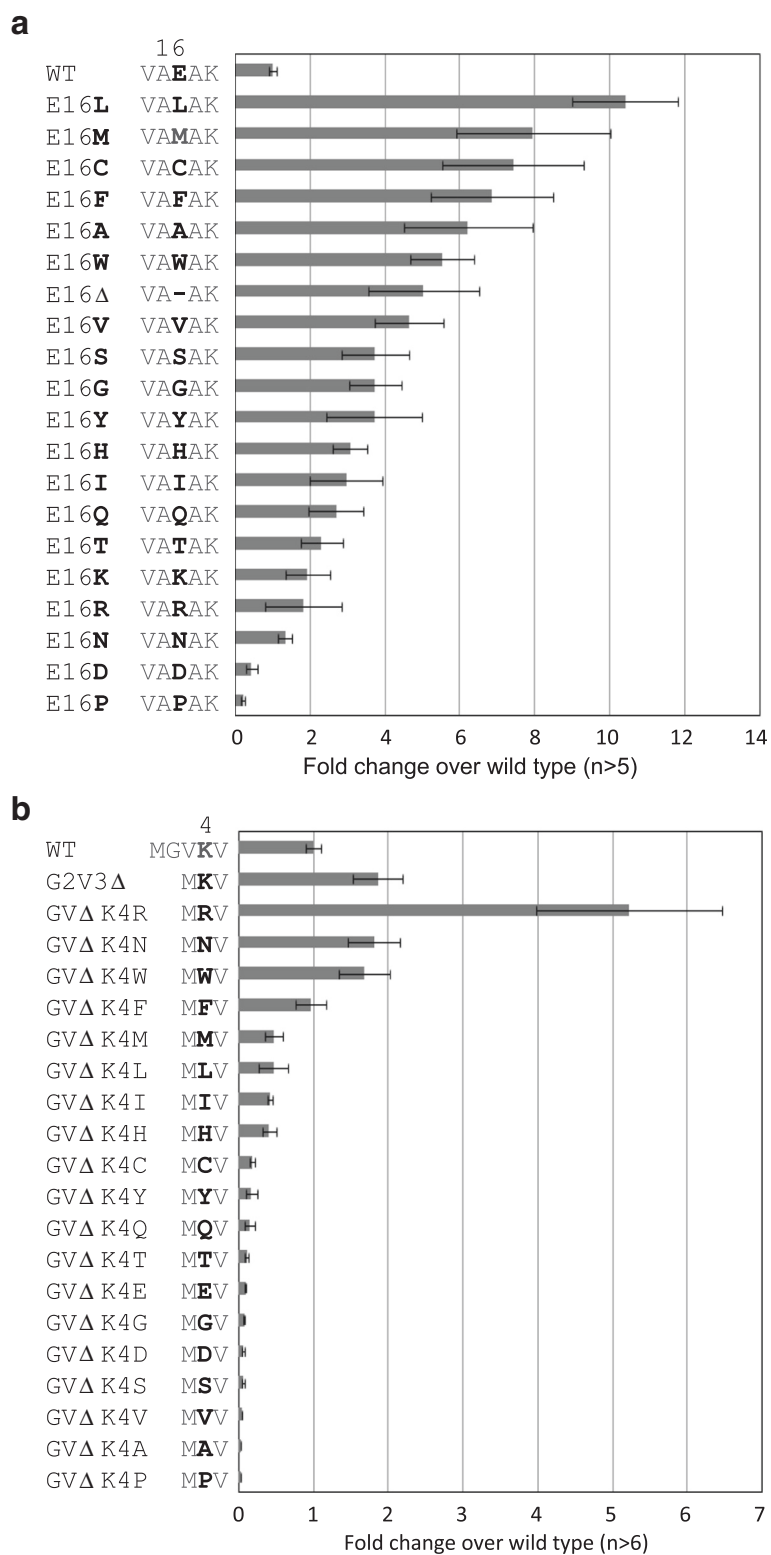 a
16
WT VAEAK
E16L VALAK
E16M VAMAK
E16C VACAK
E16F VAFAK
E16A VAAAK
E16W VAWAK
E16Δ VA-AK
E16V VAVAK
E16S VASAK
E16G VAGAK
E16Y VAYAK
E16H VAHAK
E16I VAIAK
E16Q VAQAK
E16T VATAK
E16K VAKAK
E16R VARAK
E16N VANAK
E16D VADAK
E16P VAPAK
0 2 4 6 8 10 12 14
Fold change over wild type (n>5)
b
4
WT MGVKV
G2V3Δ MKV
GVΔ K4R MRV
GVΔ K4N MNV
GVΔ K4W MWV
GVΔ K4F MFV
GVΔ K4M MMV
GVΔ K4L MLV
GVΔ K4I MIV
GVΔ K4H MHV
GVΔ K4C MCV
GVΔ K4Y MYV
GVΔ K4Q MQV
GVΔ K4T MTV
GVΔ K4E MEV
GVΔ K4G MGV
GVΔ K4D MDV
GVΔ K4S MSV
GVΔ K4V MVV
GVΔ K4A MAV
GVΔ K4P MPV
0 1 2 3 4 5 6 7
Fold change over wild type (n>6)